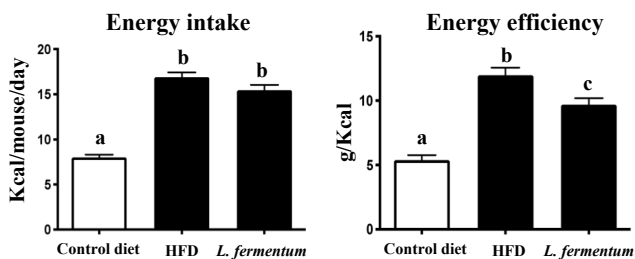 Energy intake
Kcal/mouse/day
20
15
10
5
0
a
b
b
Control diet
HFD
L. fermentum
Energy efficiency
g/Kcal
15
10
5
0
a
b
c
Control diet
HFD
L. fermentum